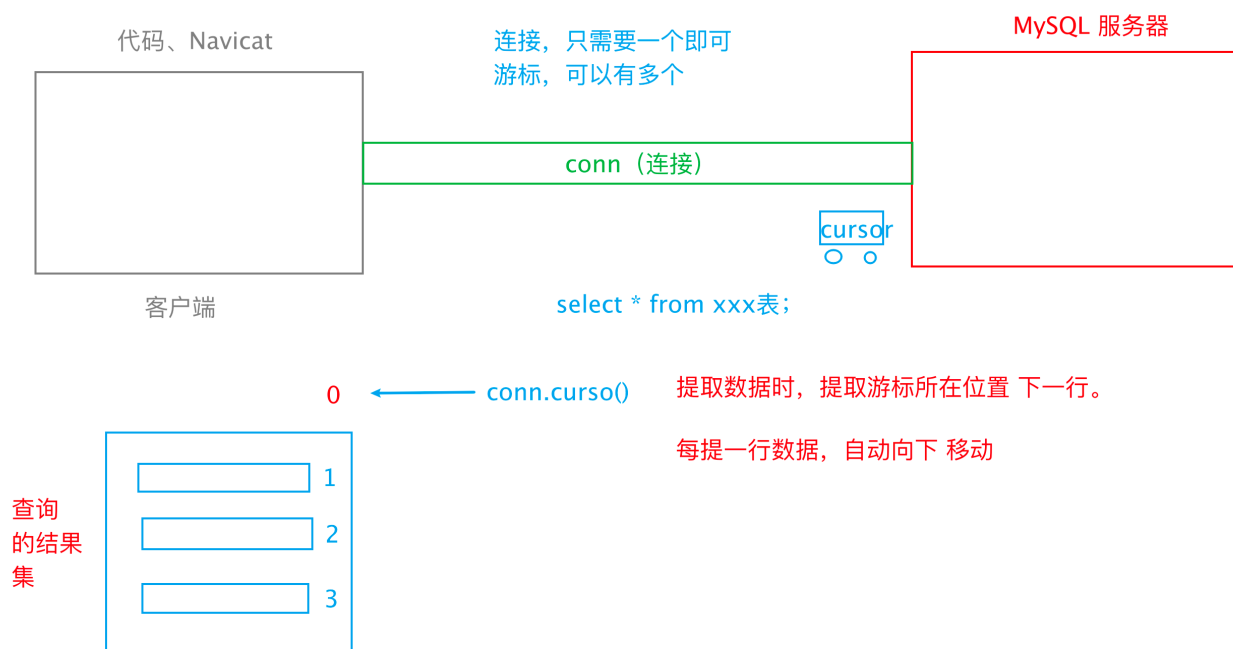 代码、Navicat
连接，只需要一个即可
游标，可以有多个
MySQL 服务器
conn（连接）
cursor
客户端
select * from xxx表；
0
conn.curso()
提取数据时，提取游标所在位置 下一行。
每提一行数据，自动向下 移动
查询
的结果
集
1
2
3